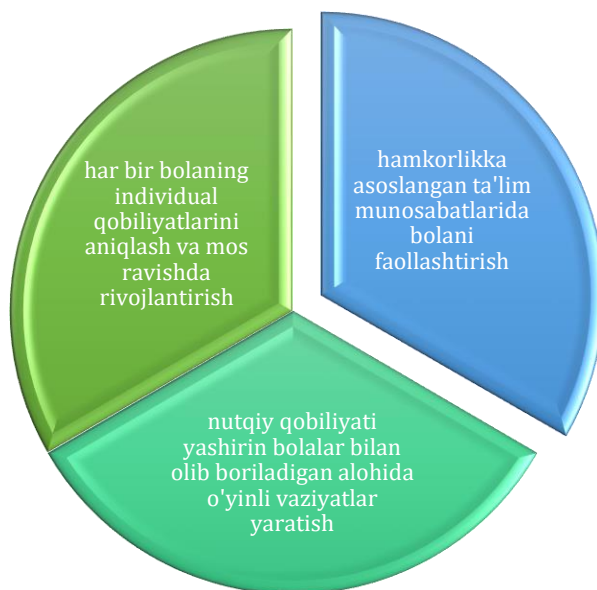 har bir bolaning
individual
qobiliyatlarini
aniqlash va mos
ravishda
rivojlantirish
hamkorlikka
asoslangan ta'lim
munosabatlarida
bolani
faollashtirish
nutqiy qobiliyati
yashirin bolalar bilan
olib boriladigan alohida
o'yinli vaziyatlar
yaratish